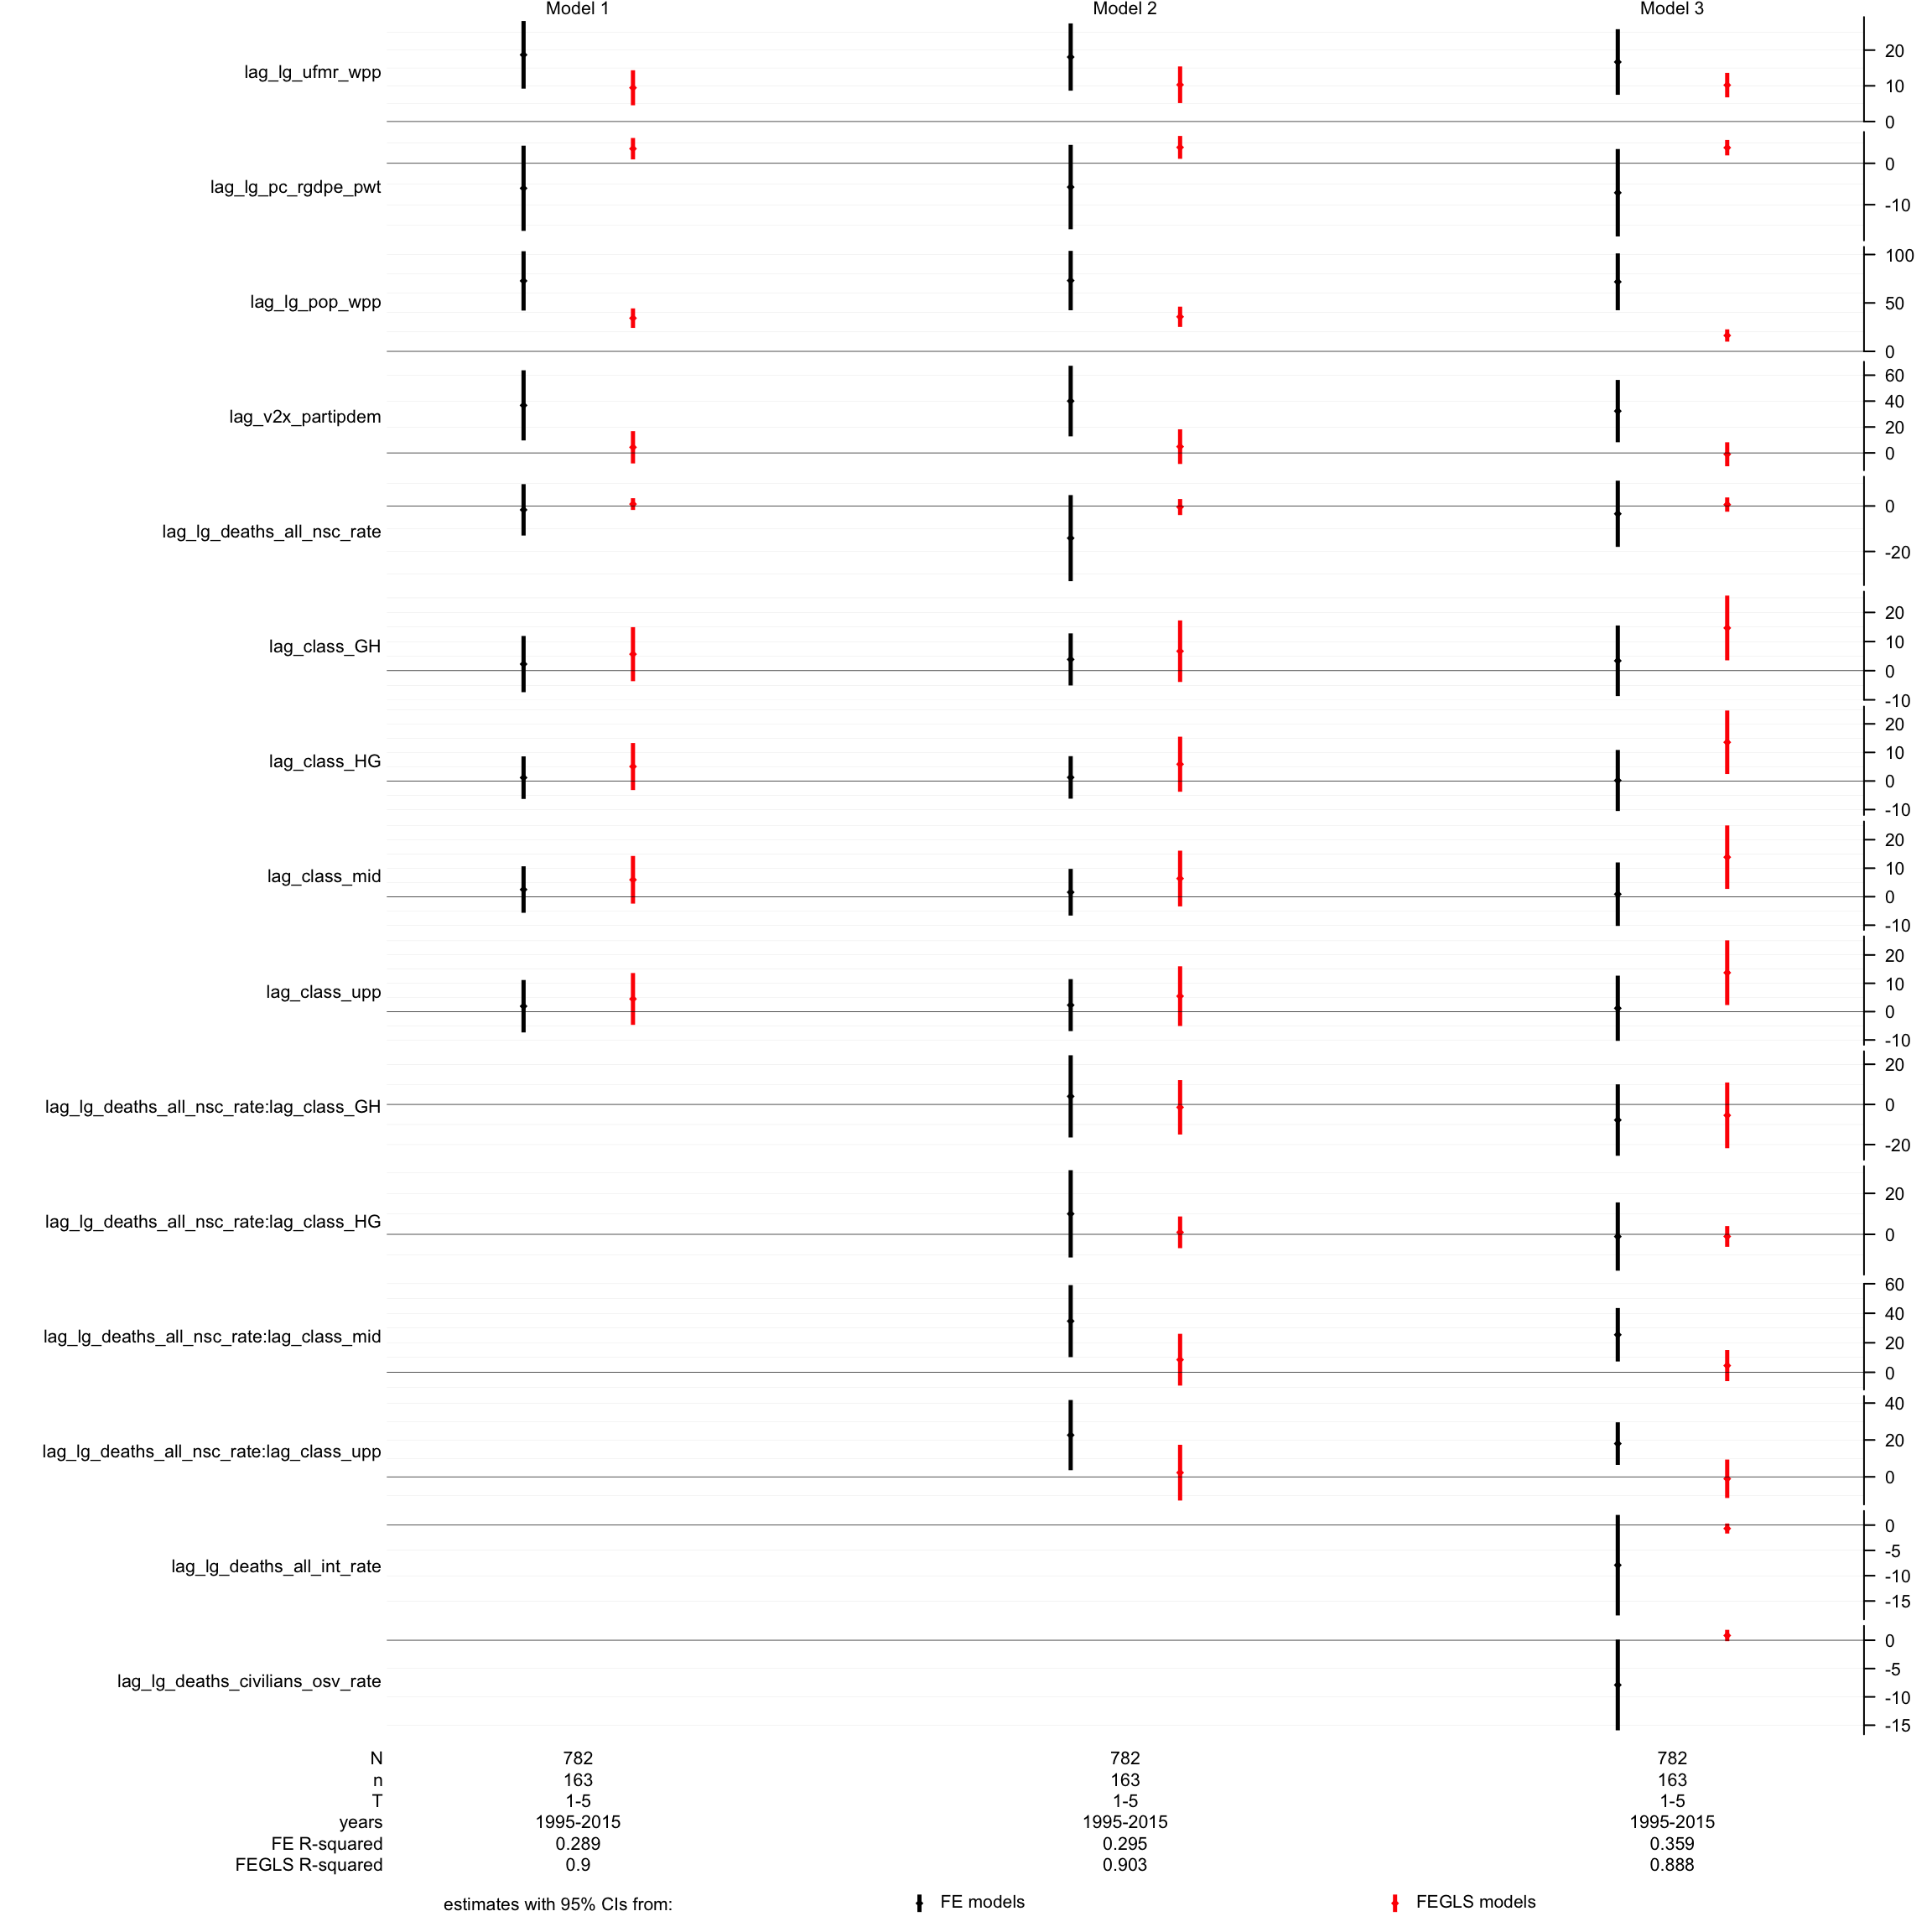 Model 1 Model 2 Model 3
lag_lg_ufmr_wpp
20
10
0
lag_lg_pc_rgdpe_pwt
0
-10
lag_lg_pop_wpp
100
50
0
lag_v2x_partipdem
60
40
20
0
lag_lg_deaths_all_nsc_rate
0
-20
lag_class_GH
20
10
0
-10
lag_class_HG
20
10
0
-10
lag_class_mid
20
10
0
-10
lag_class_upp
20
10
0
-10
lag_lg_deaths_all_nsc_rate:lag_class_GH
20
0
-20
lag_lg_deaths_all_nsc_rate:lag_class_HG
20
0
lag_lg_deaths_all_nsc_rate:lag_class_mid
60
40
20
0
lag_lg_deaths_all_nsc_rate:lag_class_upp
40
20
0
lag_lg_deaths_all_int_rate
0
-5
-10
-15
lag_lg_deaths_civilians_osv_rate
0
-5
-10
-15
N 782 782 782
n 163 163 163
T 1-5 1-5 1-5
years 1995-2015 1995-2015 1995-2015
FE R-squared 0.289 0.295 0.359
FEGLS R-squared 0.9 0.903 0.888
estimates with 95% CIs from: FE models FEGLS models